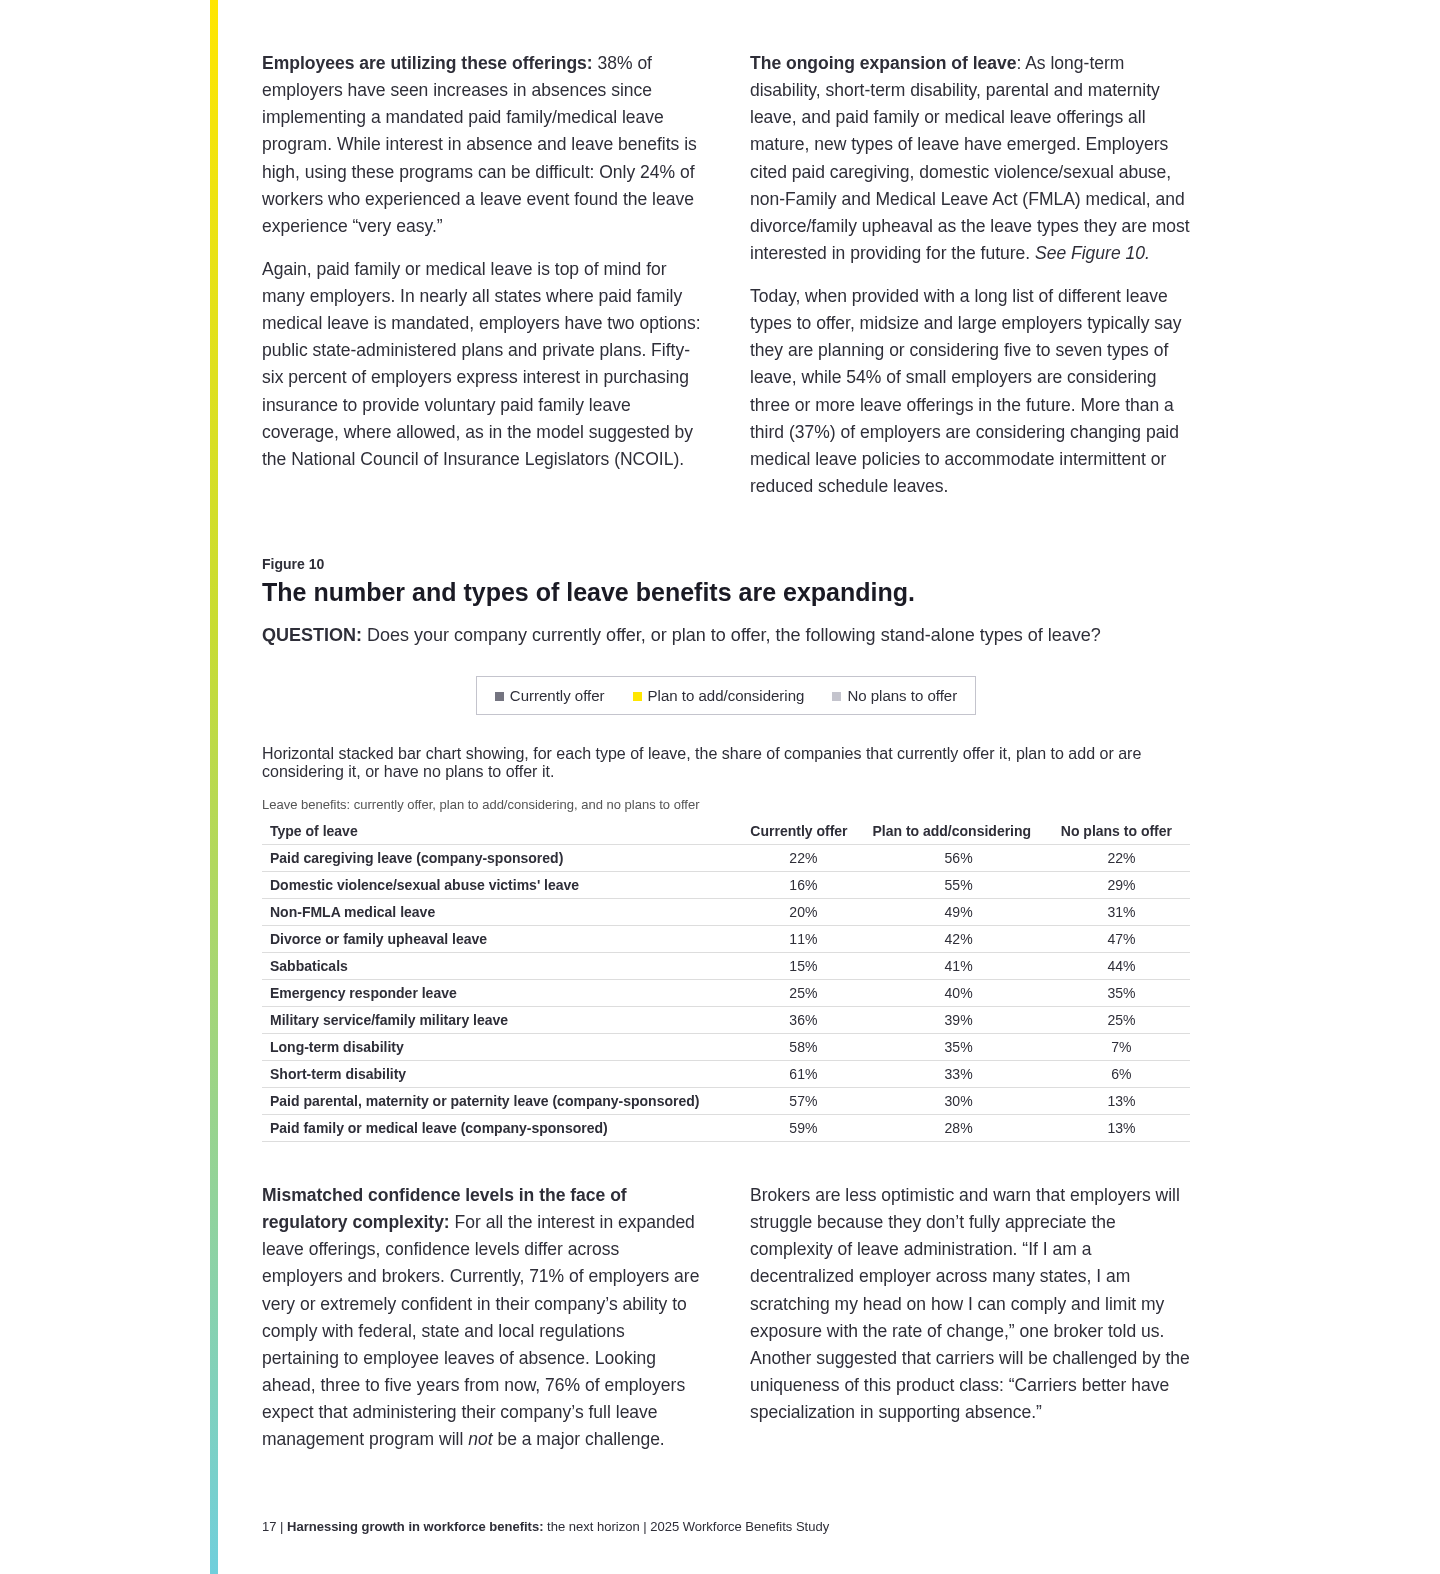 Employees are utilizing these offerings: 38% of
employers have seen increases in absences since
implementing a mandated paid family/medical leave
program. While interest in absence and leave benefits is
high, using these programs can be difficult: Only 24% of
workers who experienced a leave event found the leave
experience “very easy.”
Again, paid family or medical leave is top of mind for
many employers. In nearly all states where paid family
medical leave is mandated, employers have two options:
public state-administered plans and private plans. Fifty-
six percent of employers express interest in purchasing
insurance to provide voluntary paid family leave
coverage, where allowed, as in the model suggested by
the National Council of Insurance Legislators (NCOIL).
The ongoing expansion of leave: As long-term
disability, short-term disability, parental and maternity
leave, and paid family or medical leave offerings all
mature, new types of leave have emerged. Employers
cited paid caregiving, domestic violence/sexual abuse,
non-Family and Medical Leave Act (FMLA) medical, and
divorce/family upheaval as the leave types they are most
interested in providing for the future. See Figure 10.
Today, when provided with a long list of different leave
types to offer, midsize and large employers typically say
they are planning or considering five to seven types of
leave, while 54% of small employers are considering
three or more leave offerings in the future. More than a
third (37%) of employers are considering changing paid
medical leave policies to accommodate intermittent or
reduced schedule leaves.
Figure 10
The number and types of leave benefits are expanding.
QUESTION: Does your company currently offer, or plan to offer, the following stand-alone types of leave?
Currently offer Plan to add/considering No plans to offer
Horizontal stacked bar chart showing, for each type of leave, the share of companies that currently offer it, plan to add or are
considering it, or have no plans to offer it.
Leave benefits: currently offer, plan to add/considering, and no plans to offer
Type of leave Currently offer Plan to add/considering No plans to offer
Paid caregiving leave (company-sponsored) 22% 56% 22%
Domestic violence/sexual abuse victims' leave 16% 55% 29%
Non-FMLA medical leave 20% 49% 31%
Divorce or family upheaval leave 11% 42% 47%
Sabbaticals 15% 41% 44%
Emergency responder leave 25% 40% 35%
Military service/family military leave 36% 39% 25%
Long-term disability 58% 35% 7%
Short-term disability 61% 33% 6%
Paid parental, maternity or paternity leave (company-sponsored) 57% 30% 13%
Paid family or medical leave (company-sponsored) 59% 28% 13%
Mismatched confidence levels in the face of
regulatory complexity: For all the interest in expanded
leave offerings, confidence levels differ across
employers and brokers. Currently, 71% of employers are
very or extremely confident in their company’s ability to
comply with federal, state and local regulations
pertaining to employee leaves of absence. Looking
ahead, three to five years from now, 76% of employers
expect that administering their company’s full leave
management program will not be a major challenge.
Brokers are less optimistic and warn that employers will
struggle because they don’t fully appreciate the
complexity of leave administration. “If I am a
decentralized employer across many states, I am
scratching my head on how I can comply and limit my
exposure with the rate of change,” one broker told us.
Another suggested that carriers will be challenged by the
uniqueness of this product class: “Carriers better have
specialization in supporting absence.”
17 | Harnessing growth in workforce benefits: the next horizon | 2025 Workforce Benefits Study